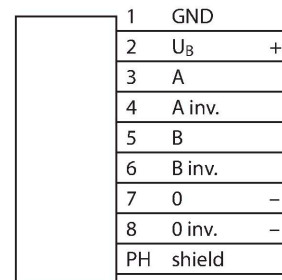 1 GND
2 U_B +
3 A
4 A inv.
5 B
6 B inv.
7 0 –
8 0 inv. –
PH shield